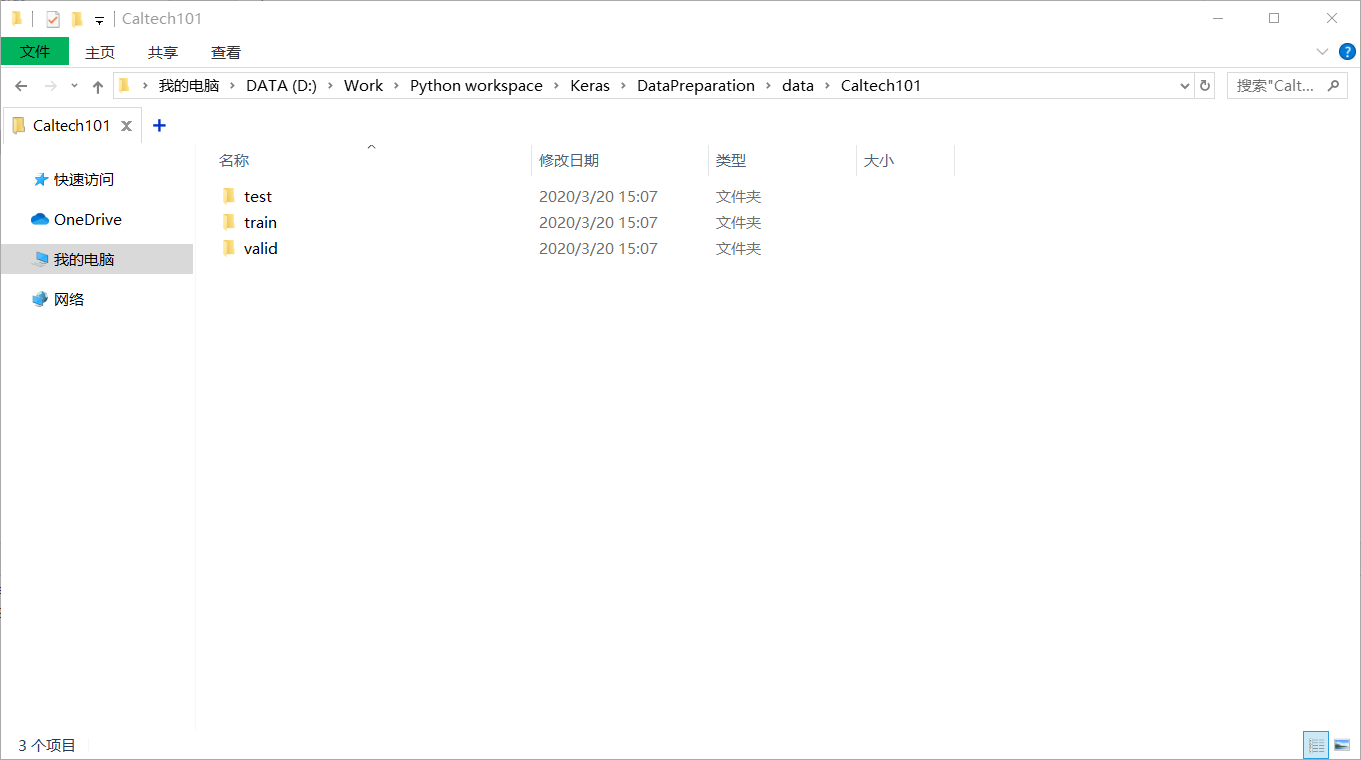 Caltech101
文件 主页 共享 查看
我的电脑 DATA (D:) Work Python workspace Keras DataPreparation data Caltech101 搜索"Calt...
Caltech101
名称 修改日期 类型 大小
快速访问
OneDrive
我的电脑
网络
test 2020/3/20 15:07 文件夹
train 2020/3/20 15:07 文件夹
valid 2020/3/20 15:07 文件夹
3 个项目